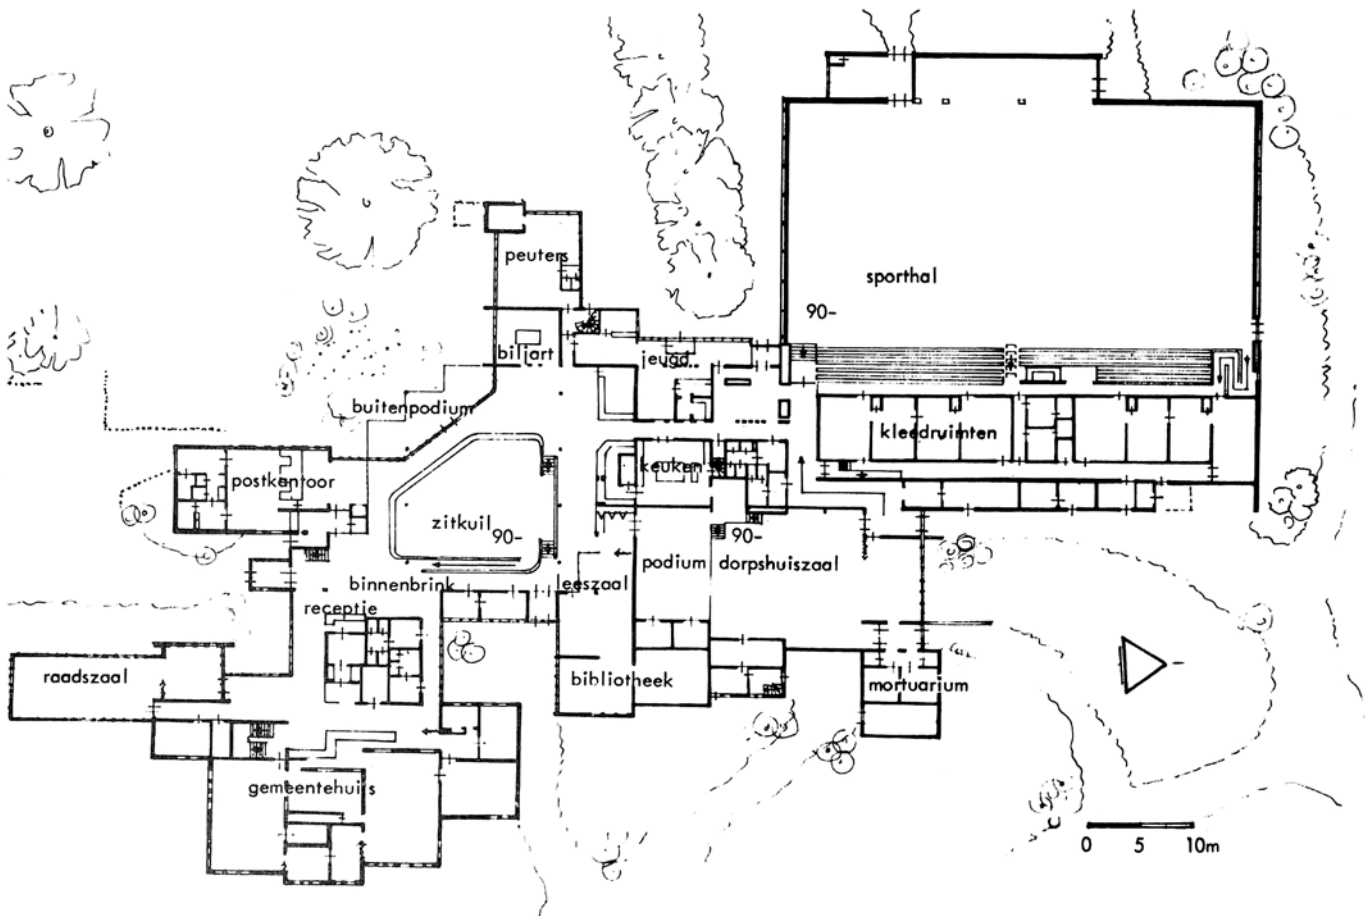 peuters
sporthal
90-
biljart
jeugd
buitenpodium
kleedruimten
postkantoor
keuken
zitkuil
90-
90-
podium
dorpshuiszaal
binnenbrink
leeszaal
receptie
raadszaal
bibliotheek
mortuarium
gemeentehuis
0 5 10m